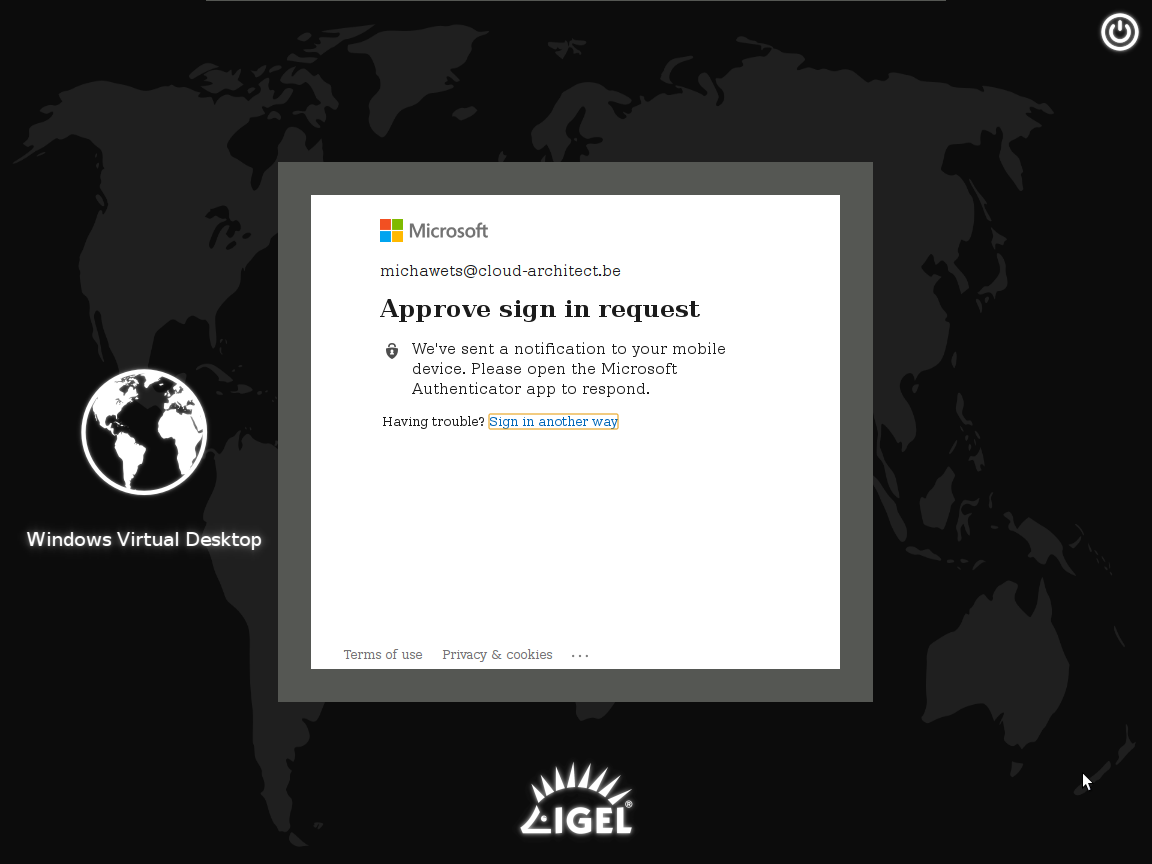 Microsoft
michawets@cloud-architect.be
Approve sign in request
We've sent a notification to your mobile
device. Please open the Microsoft
Authenticator app to respond.
Having trouble? Sign in another way
Windows Virtual Desktop
Terms of use Privacy & cookies ...
IGEL®